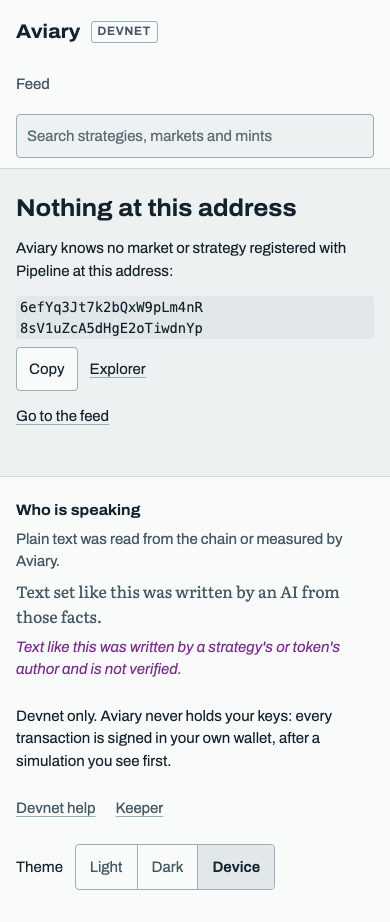 Aviary DEVNET
Feed
Search strategies, markets and mints
Nothing at this address
Aviary knows no market or strategy registered with
Pipeline at this address:
6efYq3Jt7k2bQxW9pLm4nR
8sV1uZcA5dHgE2oTiwdnYp
Copy Explorer
Go to the feed
Who is speaking
Plain text was read from the chain or measured by
Aviary.
Text set like this was written by an AI from
those facts.
Text like this was written by a strategy's or token's
author and is not verified.
Devnet only. Aviary never holds your keys: every
transaction is signed in your own wallet, after a
simulation you see first.
Devnet help Keeper
Theme Light Dark Device